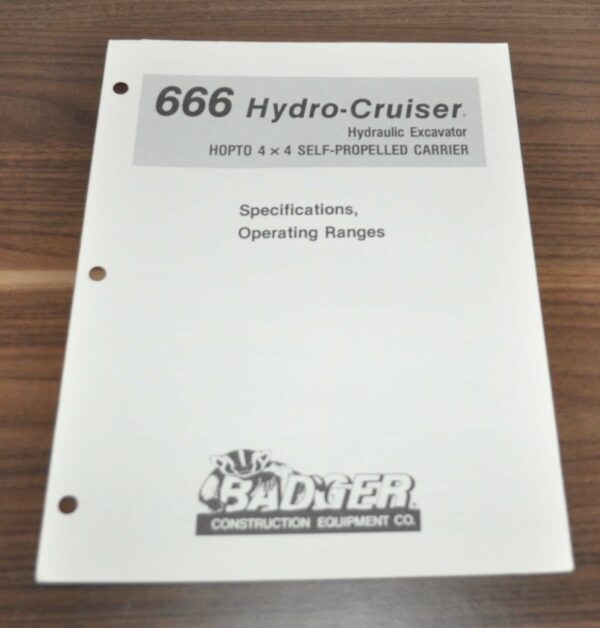 666 Hydro-Cruiser.
Hydraulic Excavator
HOPTO 4 × 4 SELF-PROPELLED CARRIER
Specifications,
Operating Ranges
BADGER
CONSTRUCTION EQUIPMENT CO.